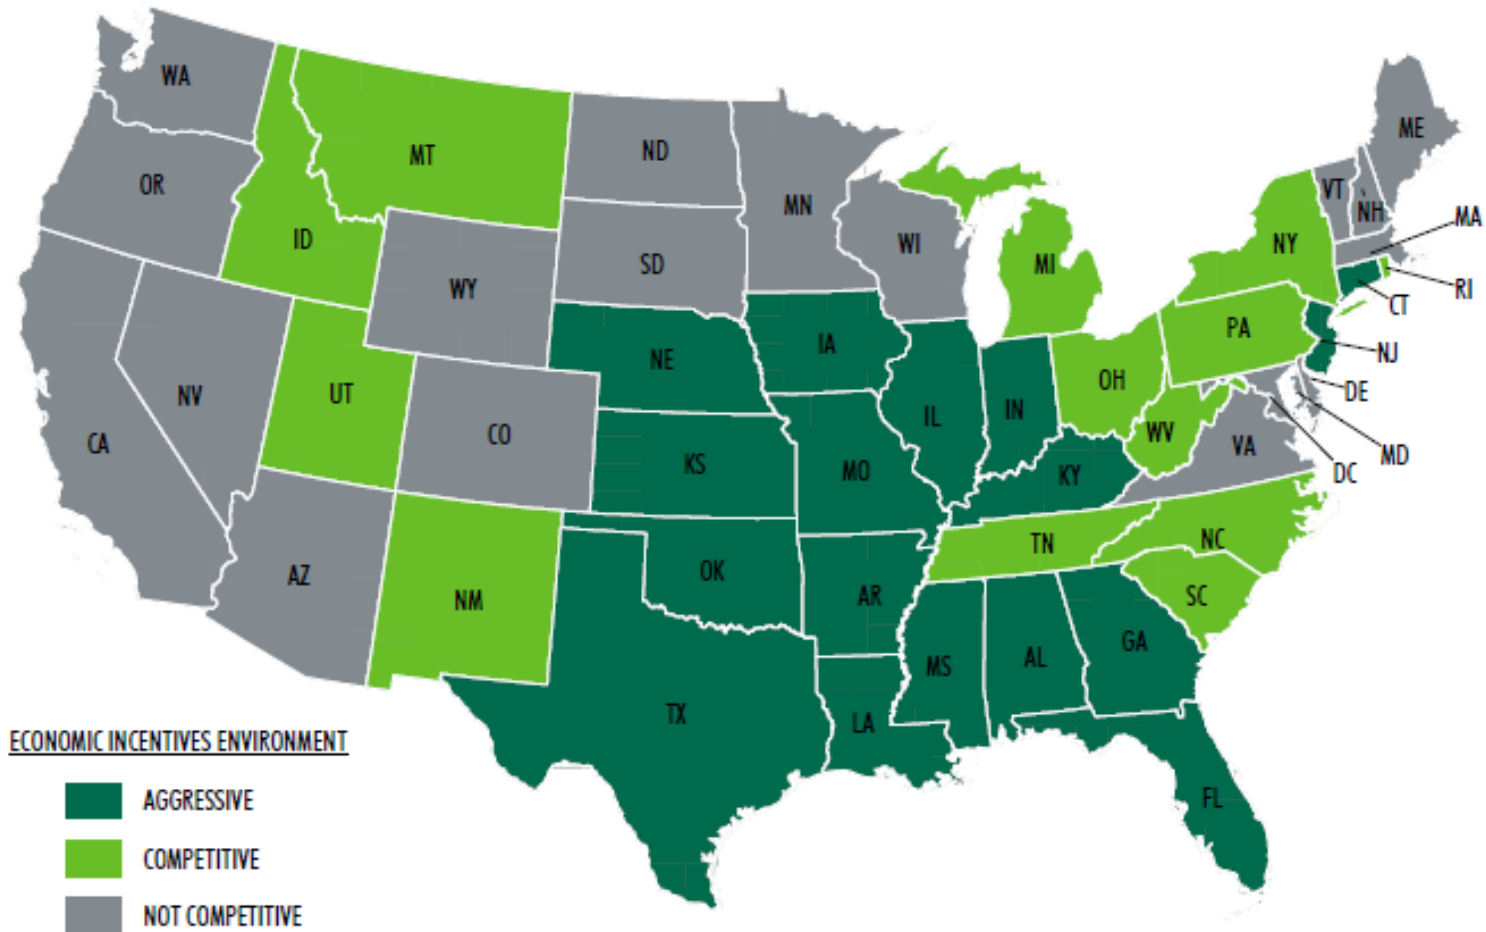 WA
ME
MT
ND
VT
OR
MN
NH
MA
ID
WI
NY
SD
MI
WY
RI
CT
PA
IA
NJ
NE
OH
DE
UT
NV
IN
IL
WV
CO
CA
VA
MD
KS
MO
KY
DC
NC
TN
OK
AZ
AR
SC
NM
GA
AL
MS
TX
LA
FL
ECONOMIC INCENTIVES ENVIRONMENT
AGGRESSIVE
COMPETITIVE
NOT COMPETITIVE